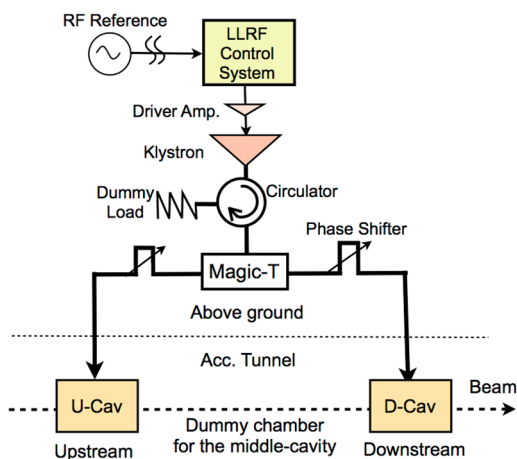 RF Reference
LLRF
Control
System
Driver Amp.
Klystron
Circulator
Dummy
Load
Phase Shifter
Magic-T
Above ground
Acc. Tunnel
Beam
U-Cav
D-Cav
Upstream
Dummy chamber
for the middle-cavity
Downstream